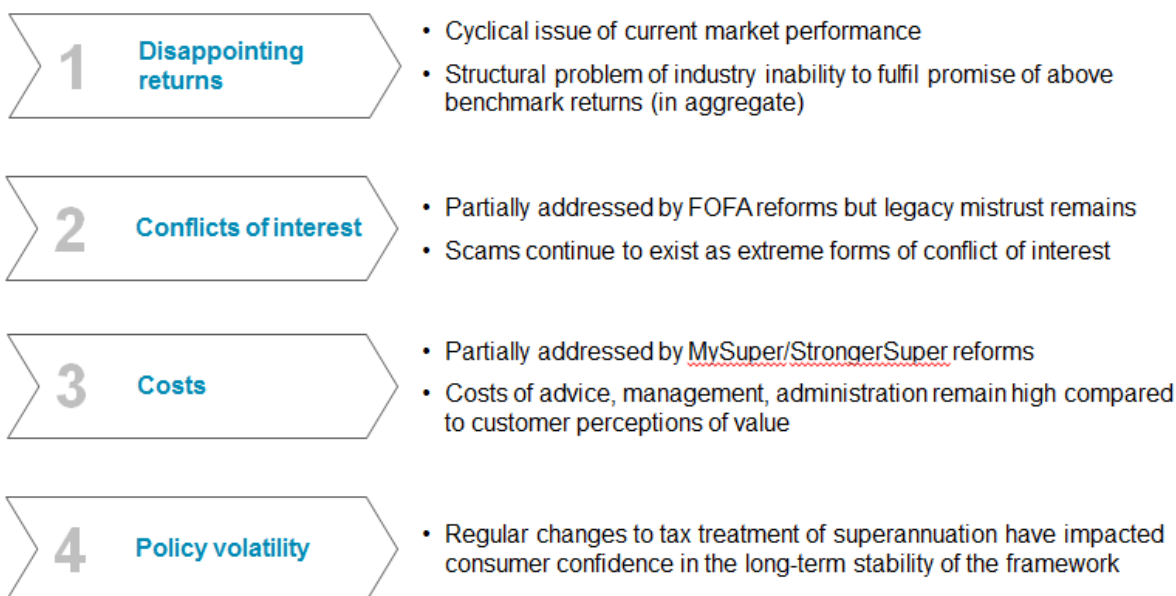 1
Disappointing
returns
• Cyclical issue of current market performance
• Structural problem of industry inability to fulfil promise of above
benchmark returns (in aggregate)
2
Conflicts of interest
• Partially addressed by FOFA reforms but legacy mistrust remains
• Scams continue to exist as extreme forms of conflict of interest
3
Costs
• Partially addressed by MySuper/StrongerSuper reforms
• Costs of advice, management, administration remain high compared
to customer perceptions of value
4
Policy volatility
• Regular changes to tax treatment of superannuation have impacted
consumer confidence in the long-term stability of the framework